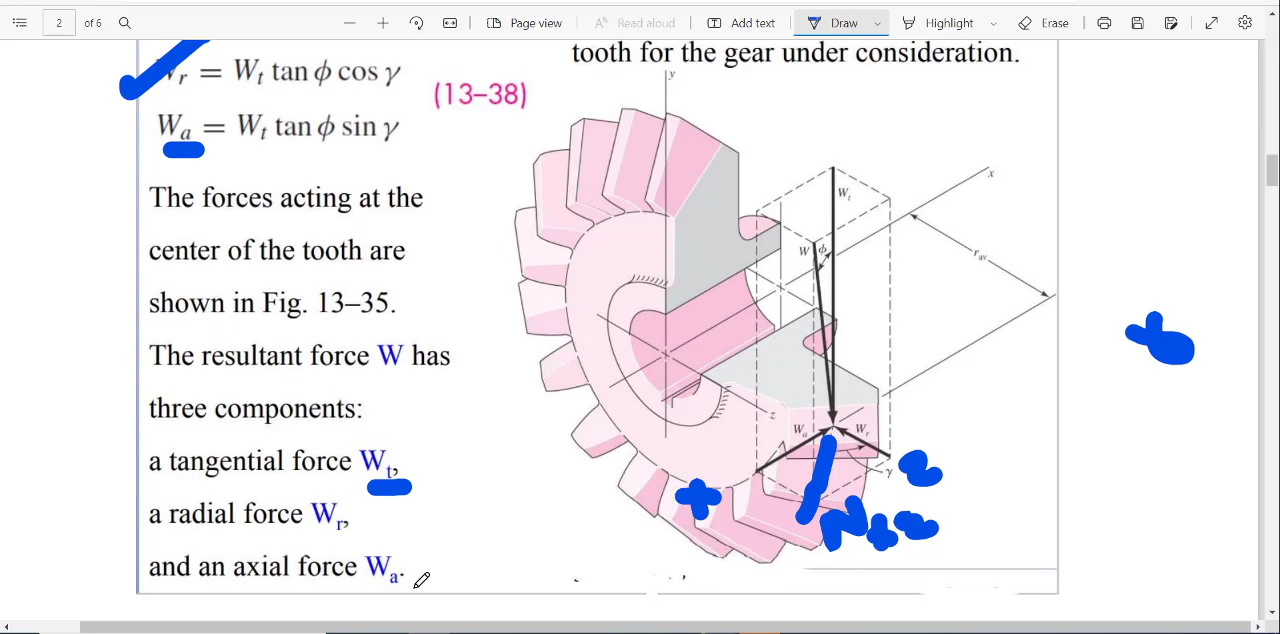 2 of 6 Page view Read aloud Add text Draw Highlight Erase
tooth for the gear under consideration.
r = Wt tan ϕ cos γ
(13–38)
Wa = Wt tan ϕ sin γ
The forces acting at the
center of the tooth are
shown in Fig. 13–35.
The resultant force W has
three components:
a tangential force Wt,
a radial force Wr,
and an axial force Wa.
y
x
Wt
W ϕ
rav
z
Wa
Wr
γ